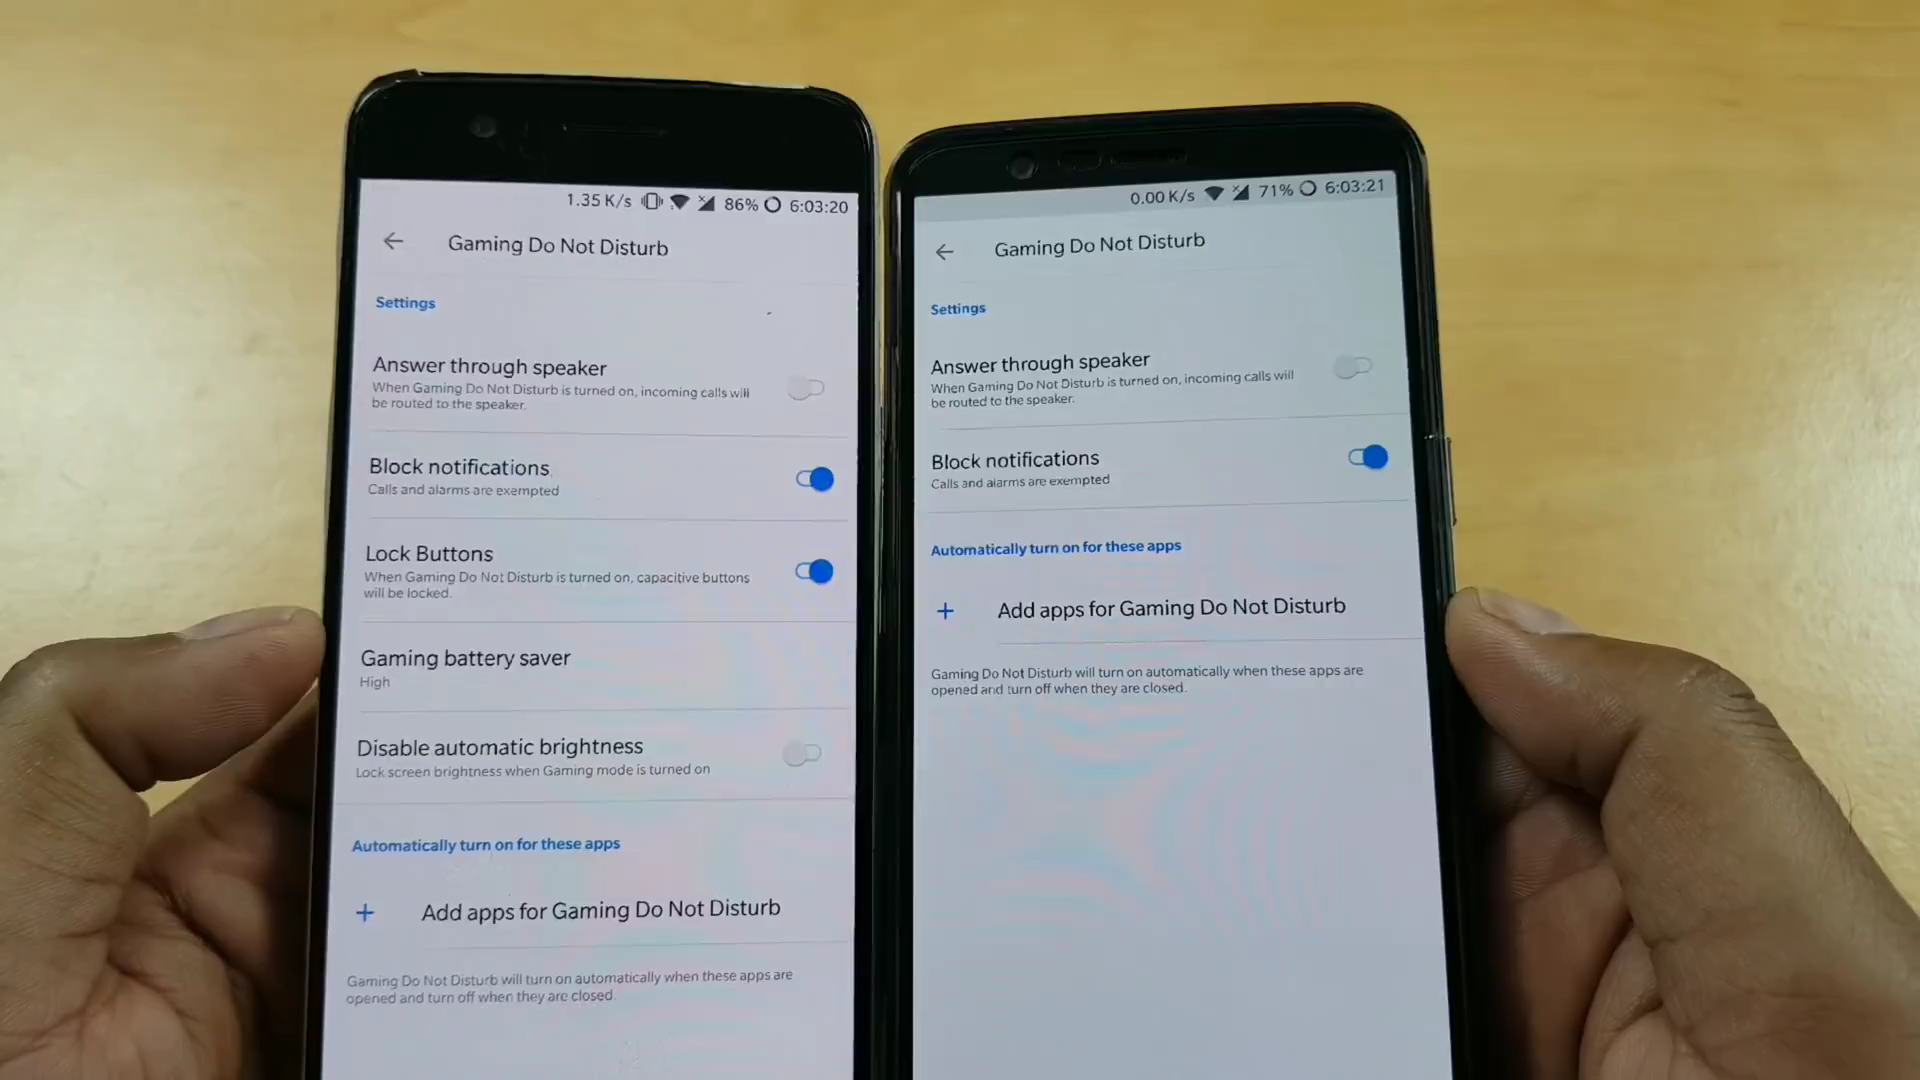 1.35 K/s 86% 6:03:20
Gaming Do Not Disturb
Settings
Answer through speaker
When Gaming Do Not Disturb is turned on, incoming calls will
be routed to the speaker.
Block notifications
Calls and alarms are exempted
Lock Buttons
When Gaming Do Not Disturb is turned on, capacitive buttons
will be locked.
Gaming battery saver
High
Disable automatic brightness
Lock screen brightness when Gaming mode is turned on
Automatically turn on for these apps
+ Add apps for Gaming Do Not Disturb
Gaming Do Not Disturb will turn on automatically when these apps are
opened and turn off when they are closed.
0.00 K/s 71% 6:03:21
Gaming Do Not Disturb
Settings
Answer through speaker
When Gaming Do Not Disturb is turned on, incoming calls will
be routed to the speaker.
Block notifications
Calls and alarms are exempted
Automatically turn on for these apps
+ Add apps for Gaming Do Not Disturb
Gaming Do Not Disturb will turn on automatically when these apps are
opened and turn off when they are closed.